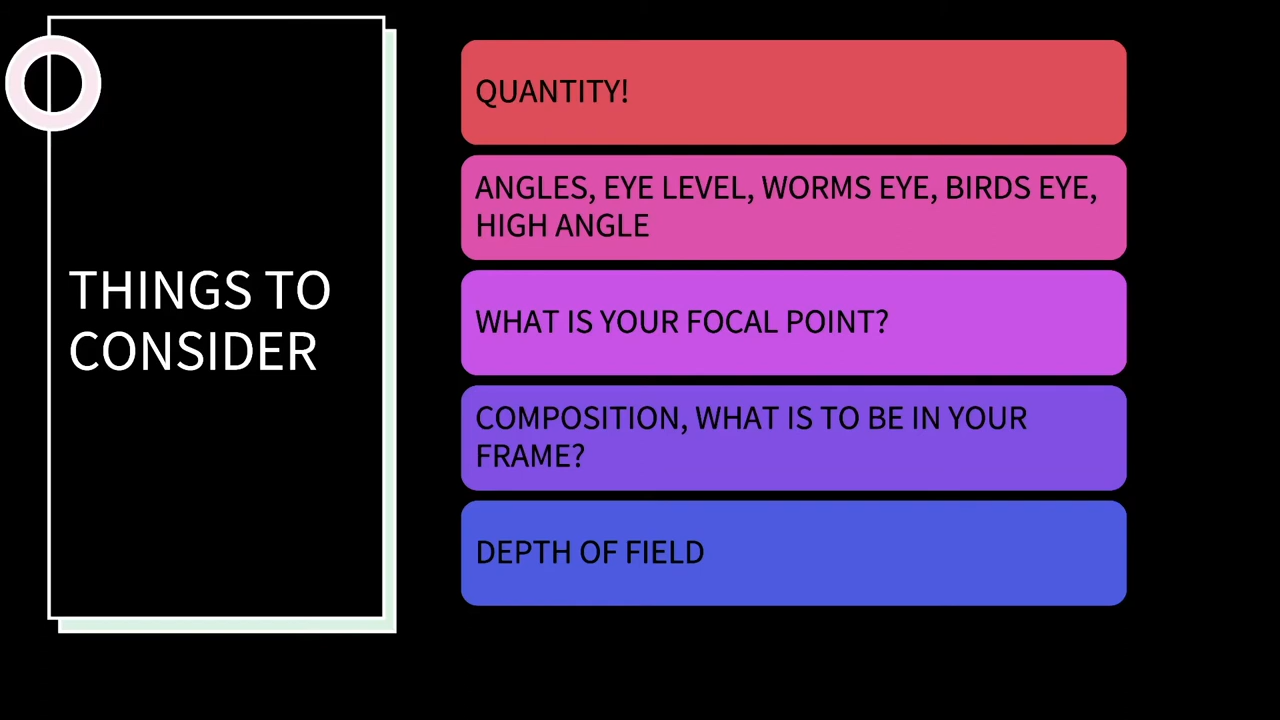 THINGS TO
CONSIDER
QUANTITY!
ANGLES, EYE LEVEL, WORMS EYE, BIRDS EYE,
HIGH ANGLE
WHAT IS YOUR FOCAL POINT?
COMPOSITION, WHAT IS TO BE IN YOUR
FRAME?
DEPTH OF FIELD